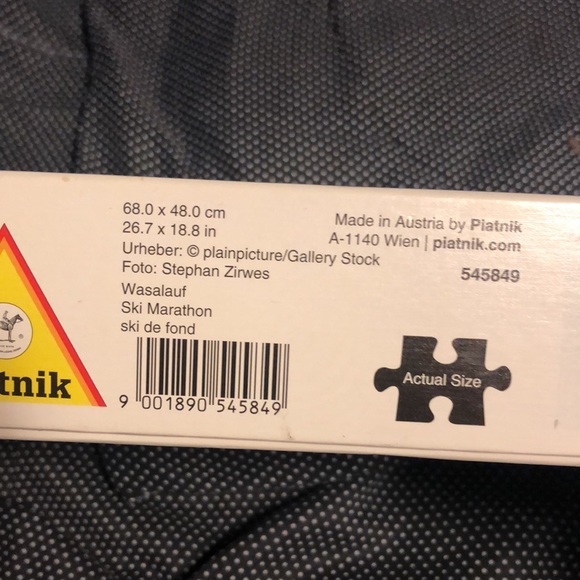 68.0 x 48.0 cm
26.7 x 18.8 in
Urheber: © plainpicture/Gallery Stock
Foto: Stephan Zirwes
Wasalauf
Ski Marathon
ski de fond
9 001890 545849
Made in Austria by Piatnik
A-1140 Wien | piatnik.com
545849
Actual Size
tnik